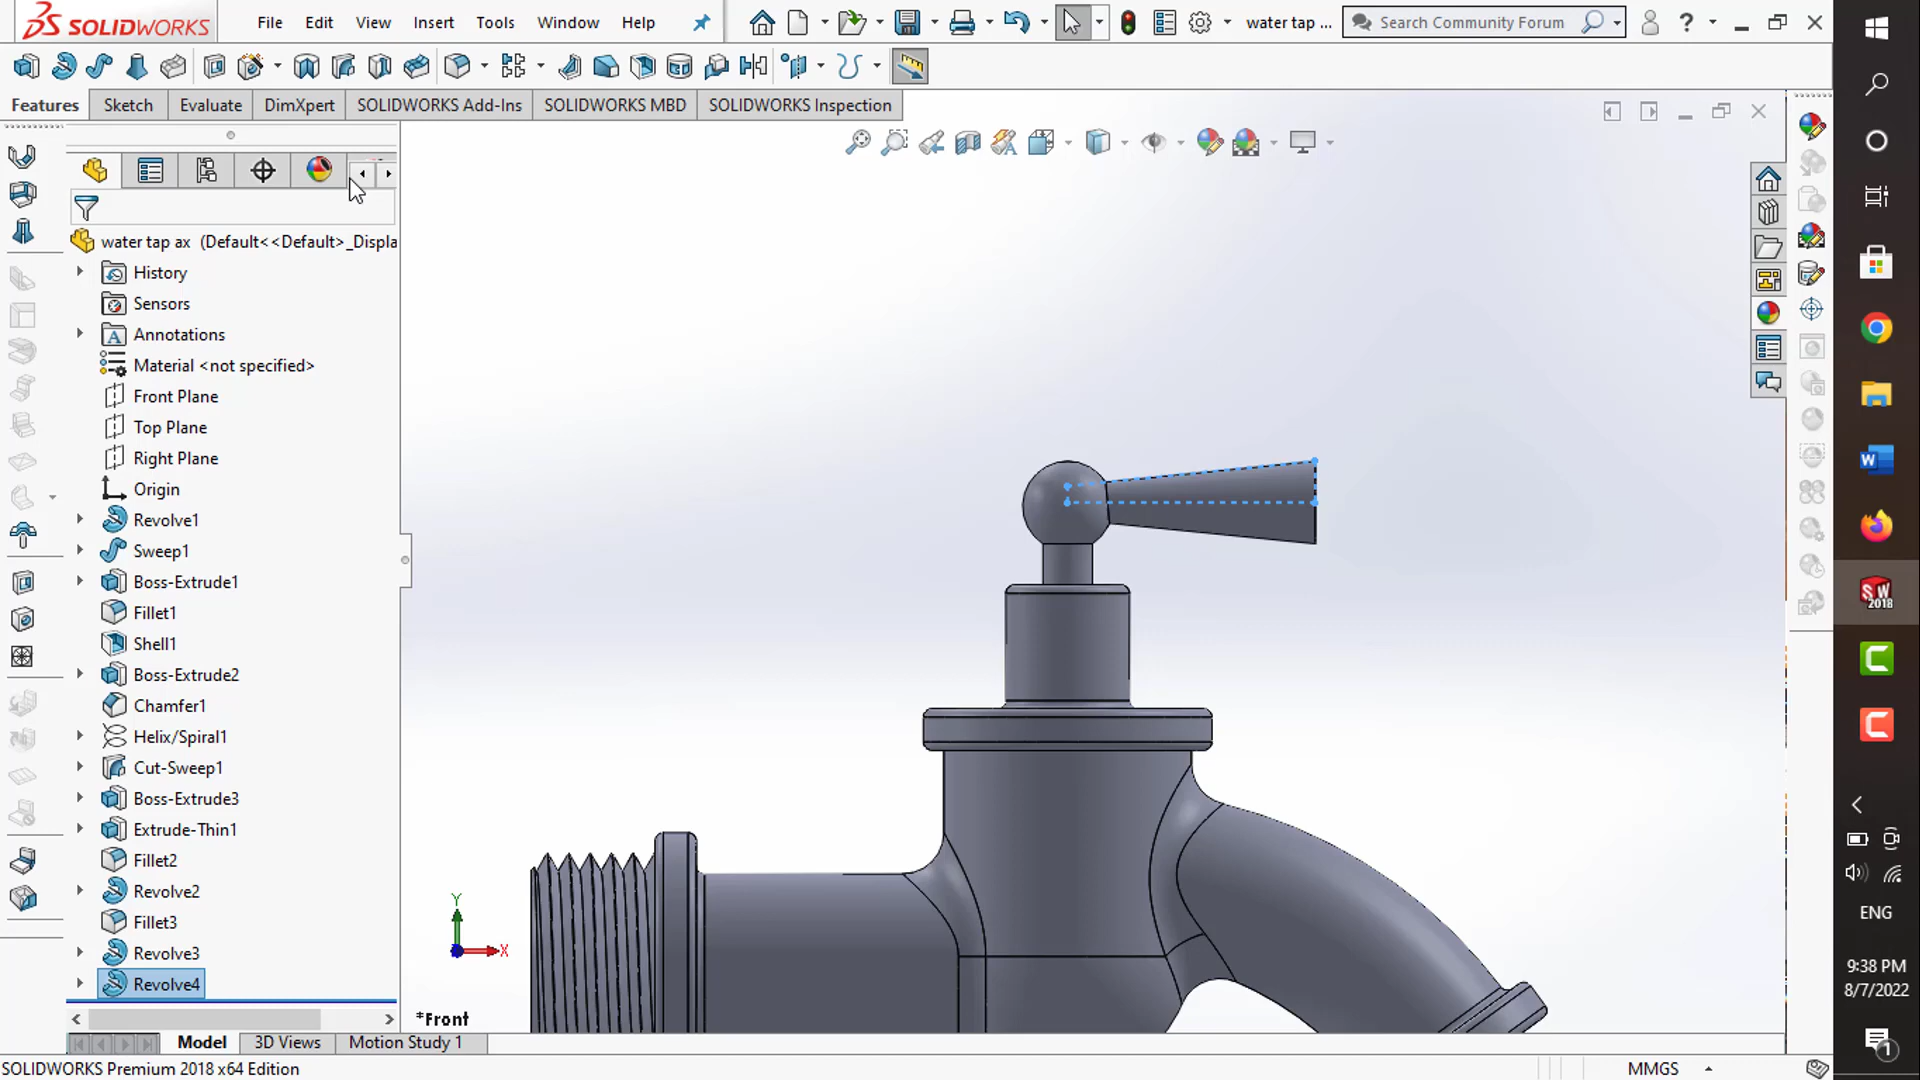 SOLIDWORKS File Edit View Insert Tools Window Help water tap ... Search Community Forum
Features Sketch Evaluate DimXpert SOLIDWORKS Add-Ins SOLIDWORKS MBD SOLIDWORKS Inspection
water tap ax (Default<<Default>_Displa
History
Sensors
Annotations
Material <not specified>
Front Plane
Top Plane
Right Plane
Origin
Revolve1
Sweep1
Boss-Extrude1
Fillet1
Shell1
Boss-Extrude2
Chamfer1
Helix/Spiral1
Cut-Sweep1
Boss-Extrude3
Extrude-Thin1
Fillet2
Revolve2
Fillet3
Revolve3
Revolve4
Y
X
*Front
Model 3D Views Motion Study 1
SOLIDWORKS Premium 2018 x64 Edition MMGS
SW
2018
ENG
9:38 PM
8/7/2022
1